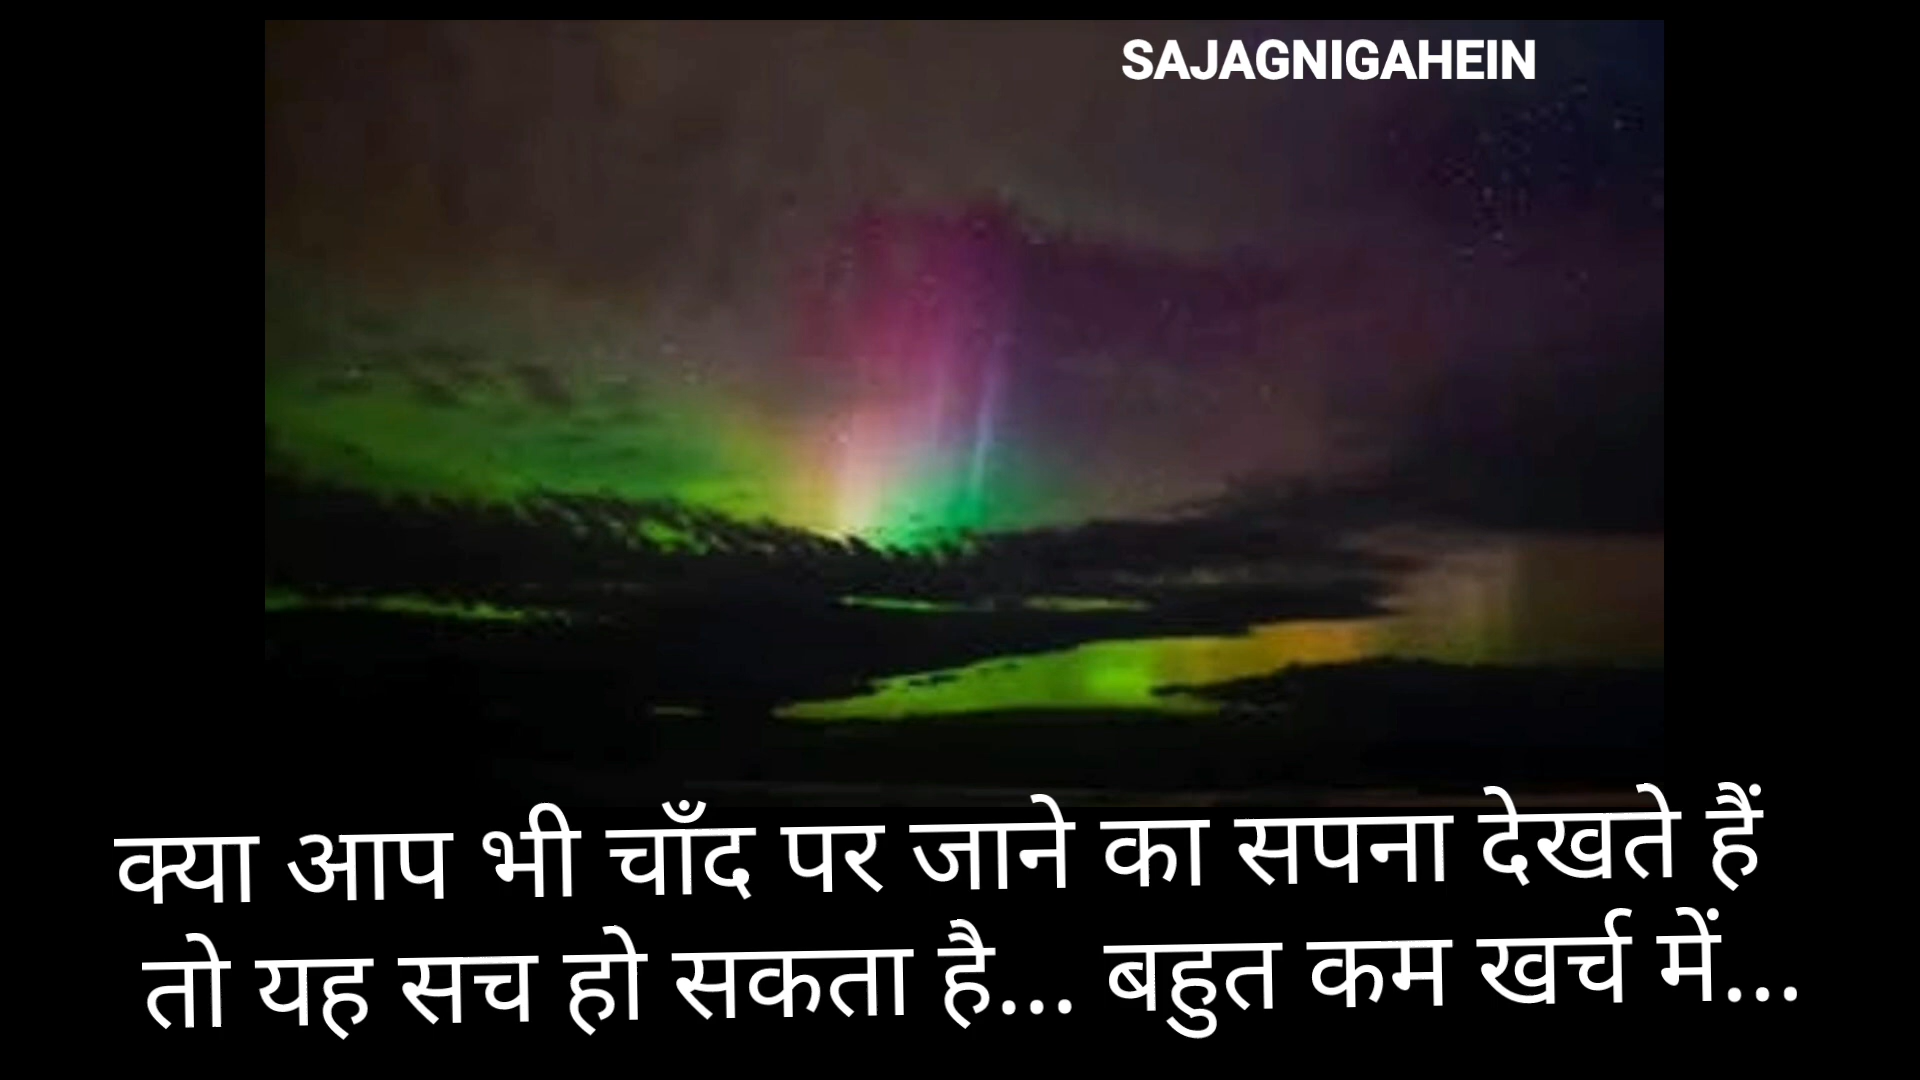 SAJAGNIGAHEIN
क्या आप भी चाँद पर जाने का सपना देखते हैं
तो यह सच हो सकता है... बहुत कम खर्च में...